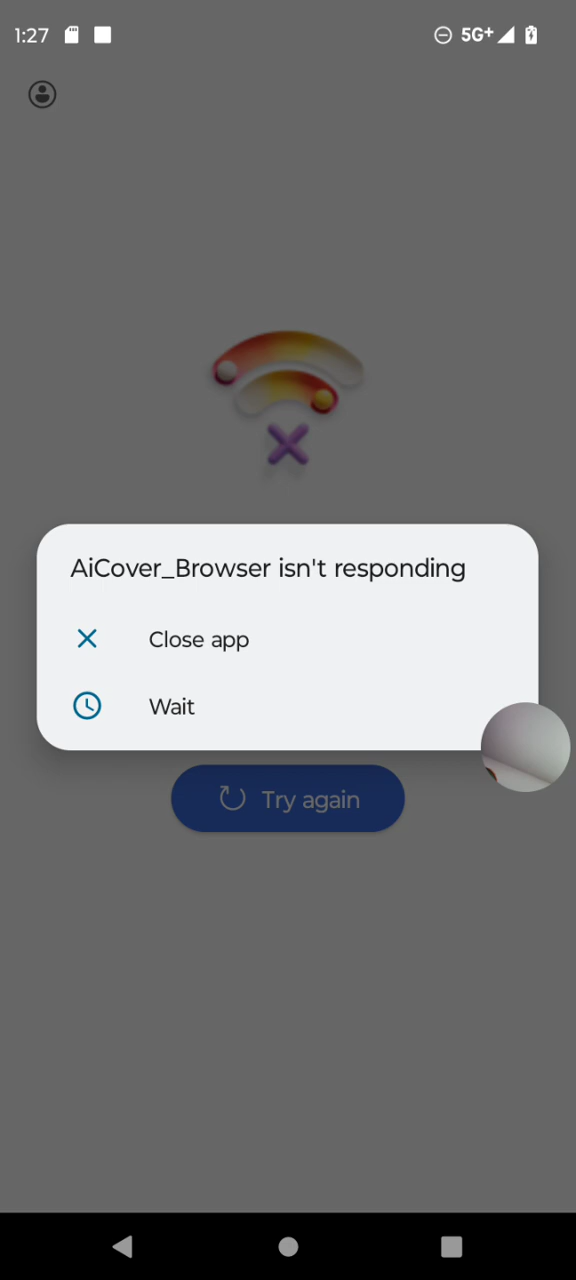 1:27
5G+
AiCover_Browser isn't responding
Close app
Wait
Try again